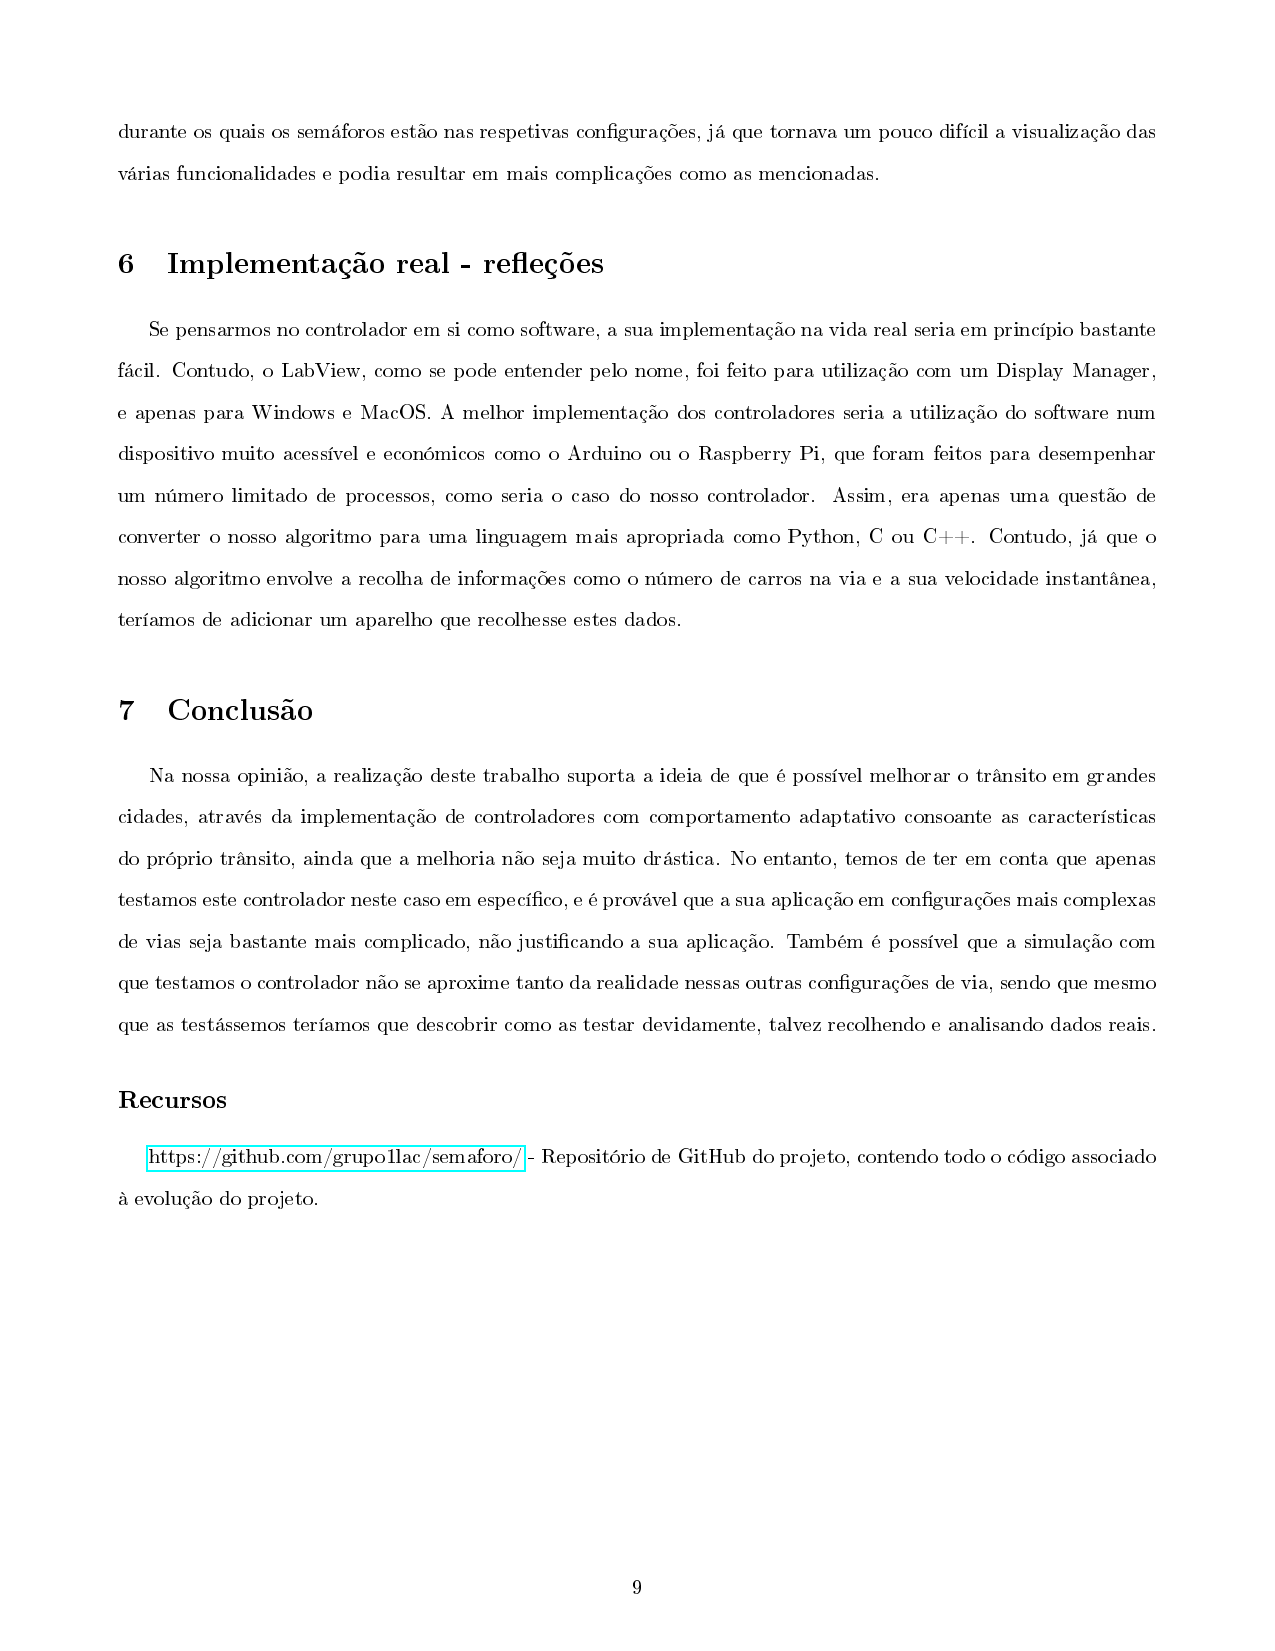 durante os quais os semáforos estão nas respetivas configurações, já que tornava um pouco difícil a visualização das
várias funcionalidades e podia resultar em mais complicações como as mencionadas.
6 Implementação real - refleções
Se pensarmos no controlador em si como software, a sua implementação na vida real seria em princípio bastante
fácil. Contudo, o LabView, como se pode entender pelo nome, foi feito para utilização com um Display Manager,
e apenas para Windows e MacOS. A melhor implementação dos controladores seria a utilização do software num
dispositivo muito acessível e económicos como o Arduino ou o Raspberry Pi, que foram feitos para desempenhar
um número limitado de processos, como seria o caso do nosso controlador. Assim, era apenas uma questão de
converter o nosso algoritmo para uma linguagem mais apropriada como Python, C ou C++. Contudo, já que o
nosso algoritmo envolve a recolha de informações como o número de carros na via e a sua velocidade instantânea,
teríamos de adicionar um aparelho que recolhesse estes dados.
7 Conclusão
Na nossa opinião, a realização deste trabalho suporta a ideia de que é possível melhorar o trânsito em grandes
cidades, através da implementação de controladores com comportamento adaptativo consoante as características
do próprio trânsito, ainda que a melhoria não seja muito drástica. No entanto, temos de ter em conta que apenas
testamos este controlador neste caso em específico, e é provável que a sua aplicação em configurações mais complexas
de vias seja bastante mais complicado, não justificando a sua aplicação. Também é possível que a simulação com
que testamos o controlador não se aproxime tanto da realidade nessas outras configurações de via, sendo que mesmo
que as testássemos teríamos que descobrir como as testar devidamente, talvez recolhendo e analisando dados reais.
Recursos
https://github.com/grupo1lac/semaforo/ - Repositório de GitHub do projeto, contendo todo o código associado
à evolução do projeto.
9